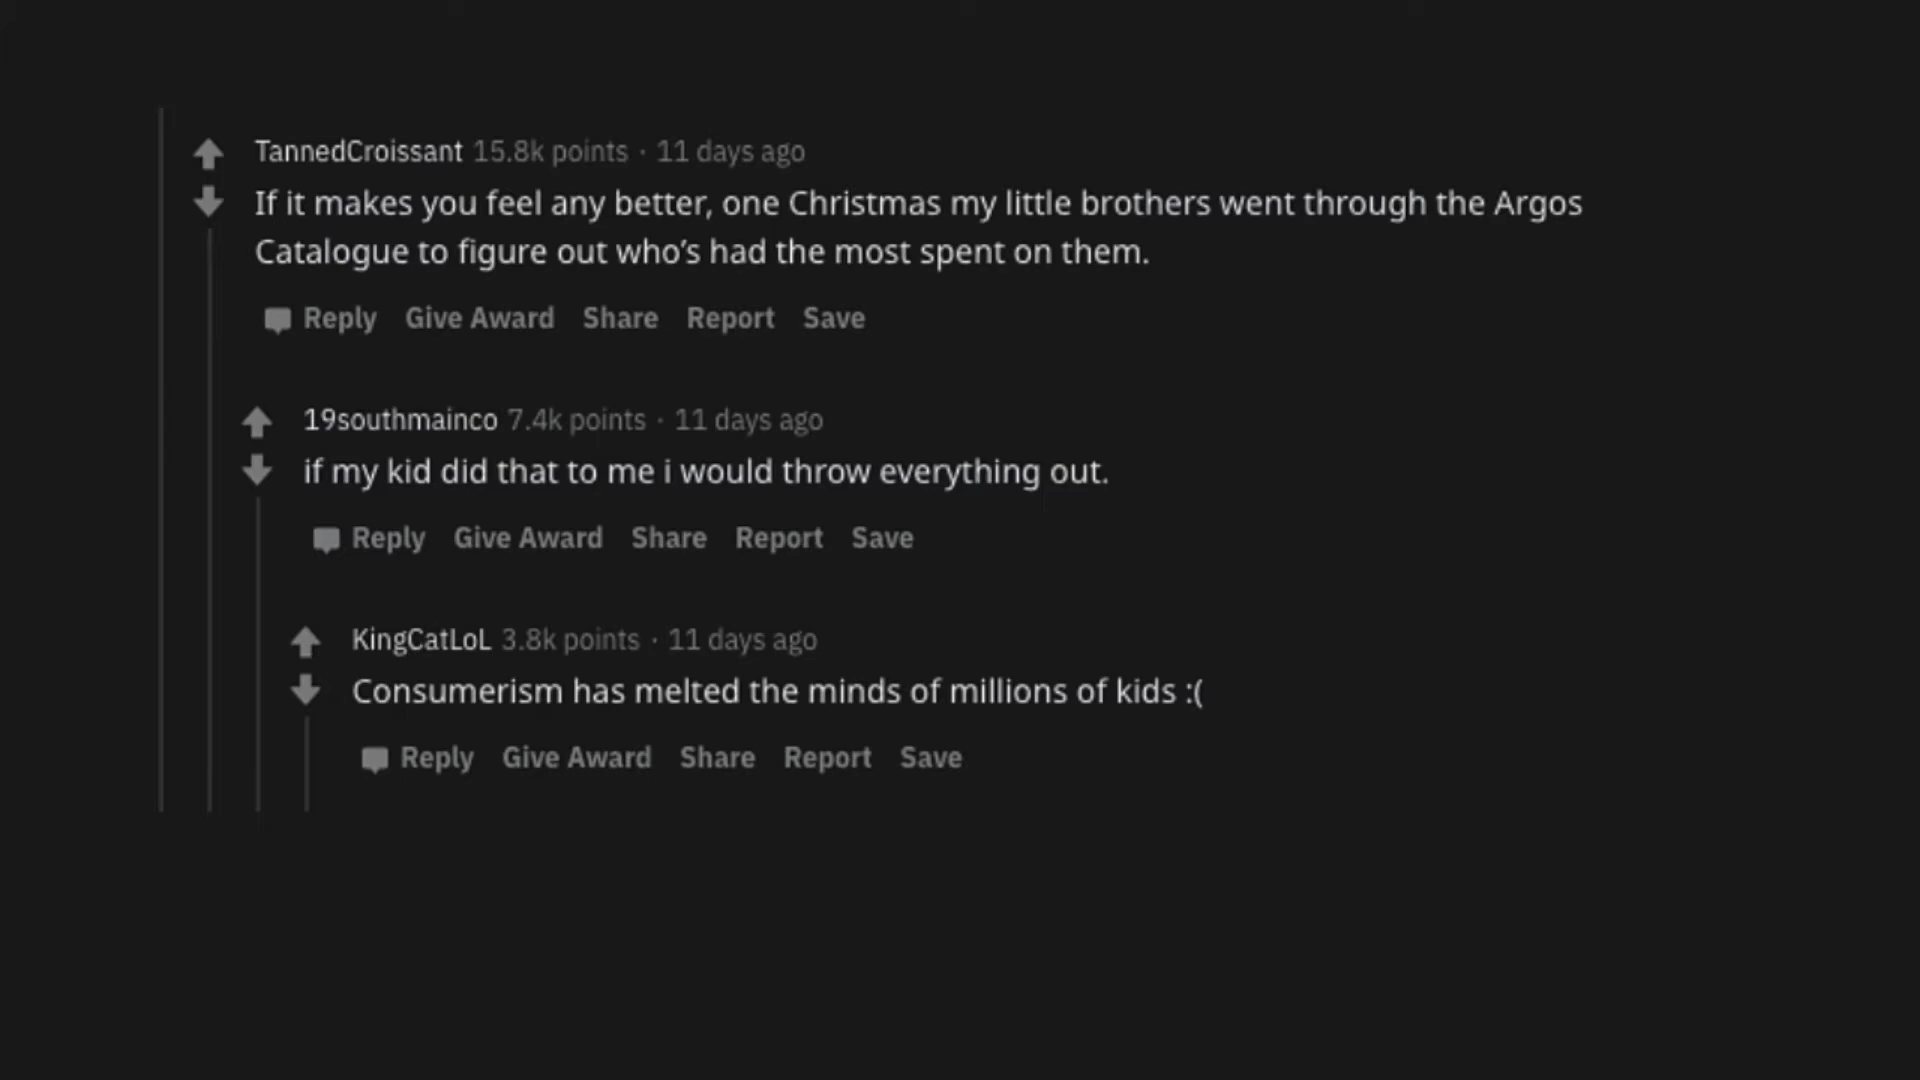 TannedCroissant 15.8k points · 11 days ago
If it makes you feel any better, one Christmas my little brothers went through the Argos
Catalogue to figure out who’s had the most spent on them.
Reply Give Award Share Report Save
19southmainco 7.4k points · 11 days ago
if my kid did that to me i would throw everything out.
Reply Give Award Share Report Save
KingCatLoL 3.8k points · 11 days ago
Consumerism has melted the minds of millions of kids :(
Reply Give Award Share Report Save